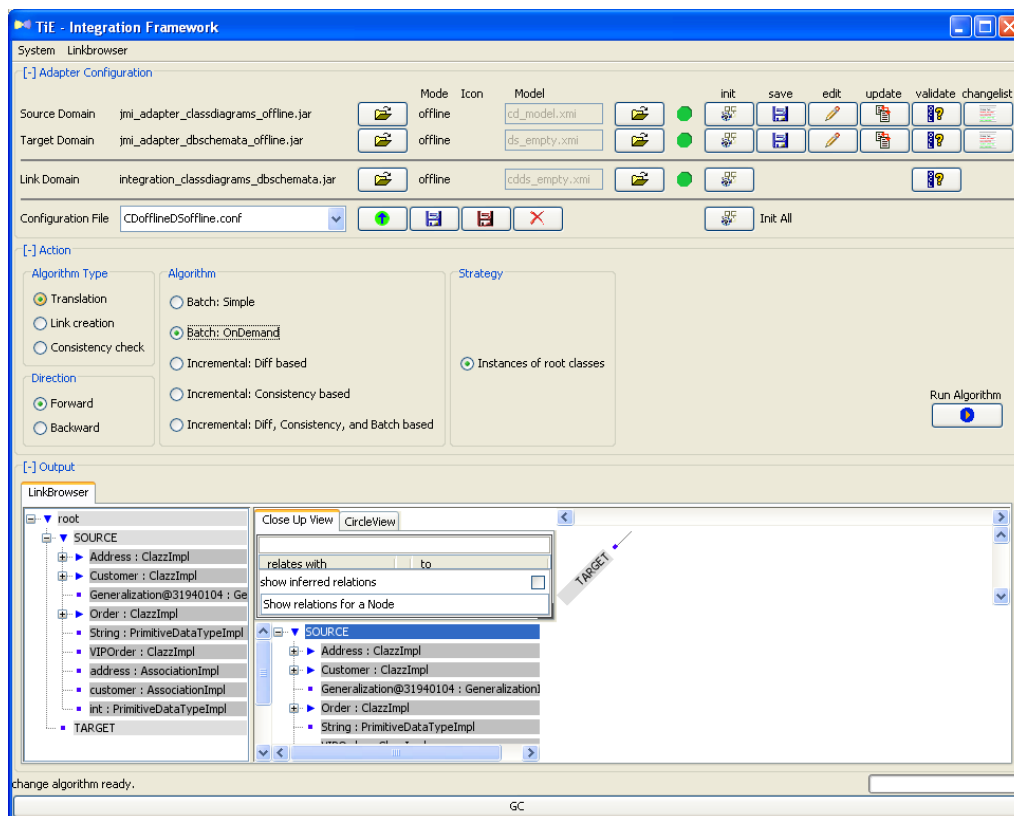 TiE - Integration Framework
System Linkbrowser
[-] Adapter Configuration
Mode Icon Model init save edit update validate changelist
Source Domain jmi_adapter_classdiagrams_offline.jar offline cd_model.xmi
Target Domain jmi_adapter_dbschemata_offline.jar offline ds_empty.xmi
Link Domain integration_classdiagrams_dbschemata.jar offline cdds_empty.xmi
Configuration File CDofflineDSoffline.conf Init All
[-] Action
Algorithm Type Algorithm Strategy
Translation
Batch: Simple
Link creation
Batch: OnDemand
Consistency check
Incremental: Diff based
Instances of root classes
Direction
Incremental: Consistency based
Run Algorithm
Forward
Incremental: Diff, Consistency, and Batch based
Backward
[-] Output
LinkBrowser
root
SOURCE
Address : ClazzImpl
Customer : ClazzImpl
Generalization@31940104 : Ge
Order : ClazzImpl
String : PrimitiveDataTypeImpl
VIPOrder : ClazzImpl
address : AssociationImpl
customer : AssociationImpl
int : PrimitiveDataTypeImpl
TARGET
Close Up View CircleView
relates with to
show inferred relations
Show relations for a Node
TARGET
SOURCE
Address : ClazzImpl
Customer : ClazzImpl
Generalization@31940104 : GeneralizationI
Order : ClazzImpl
String : PrimitiveDataTypeImpl
change algorithm ready.
GC